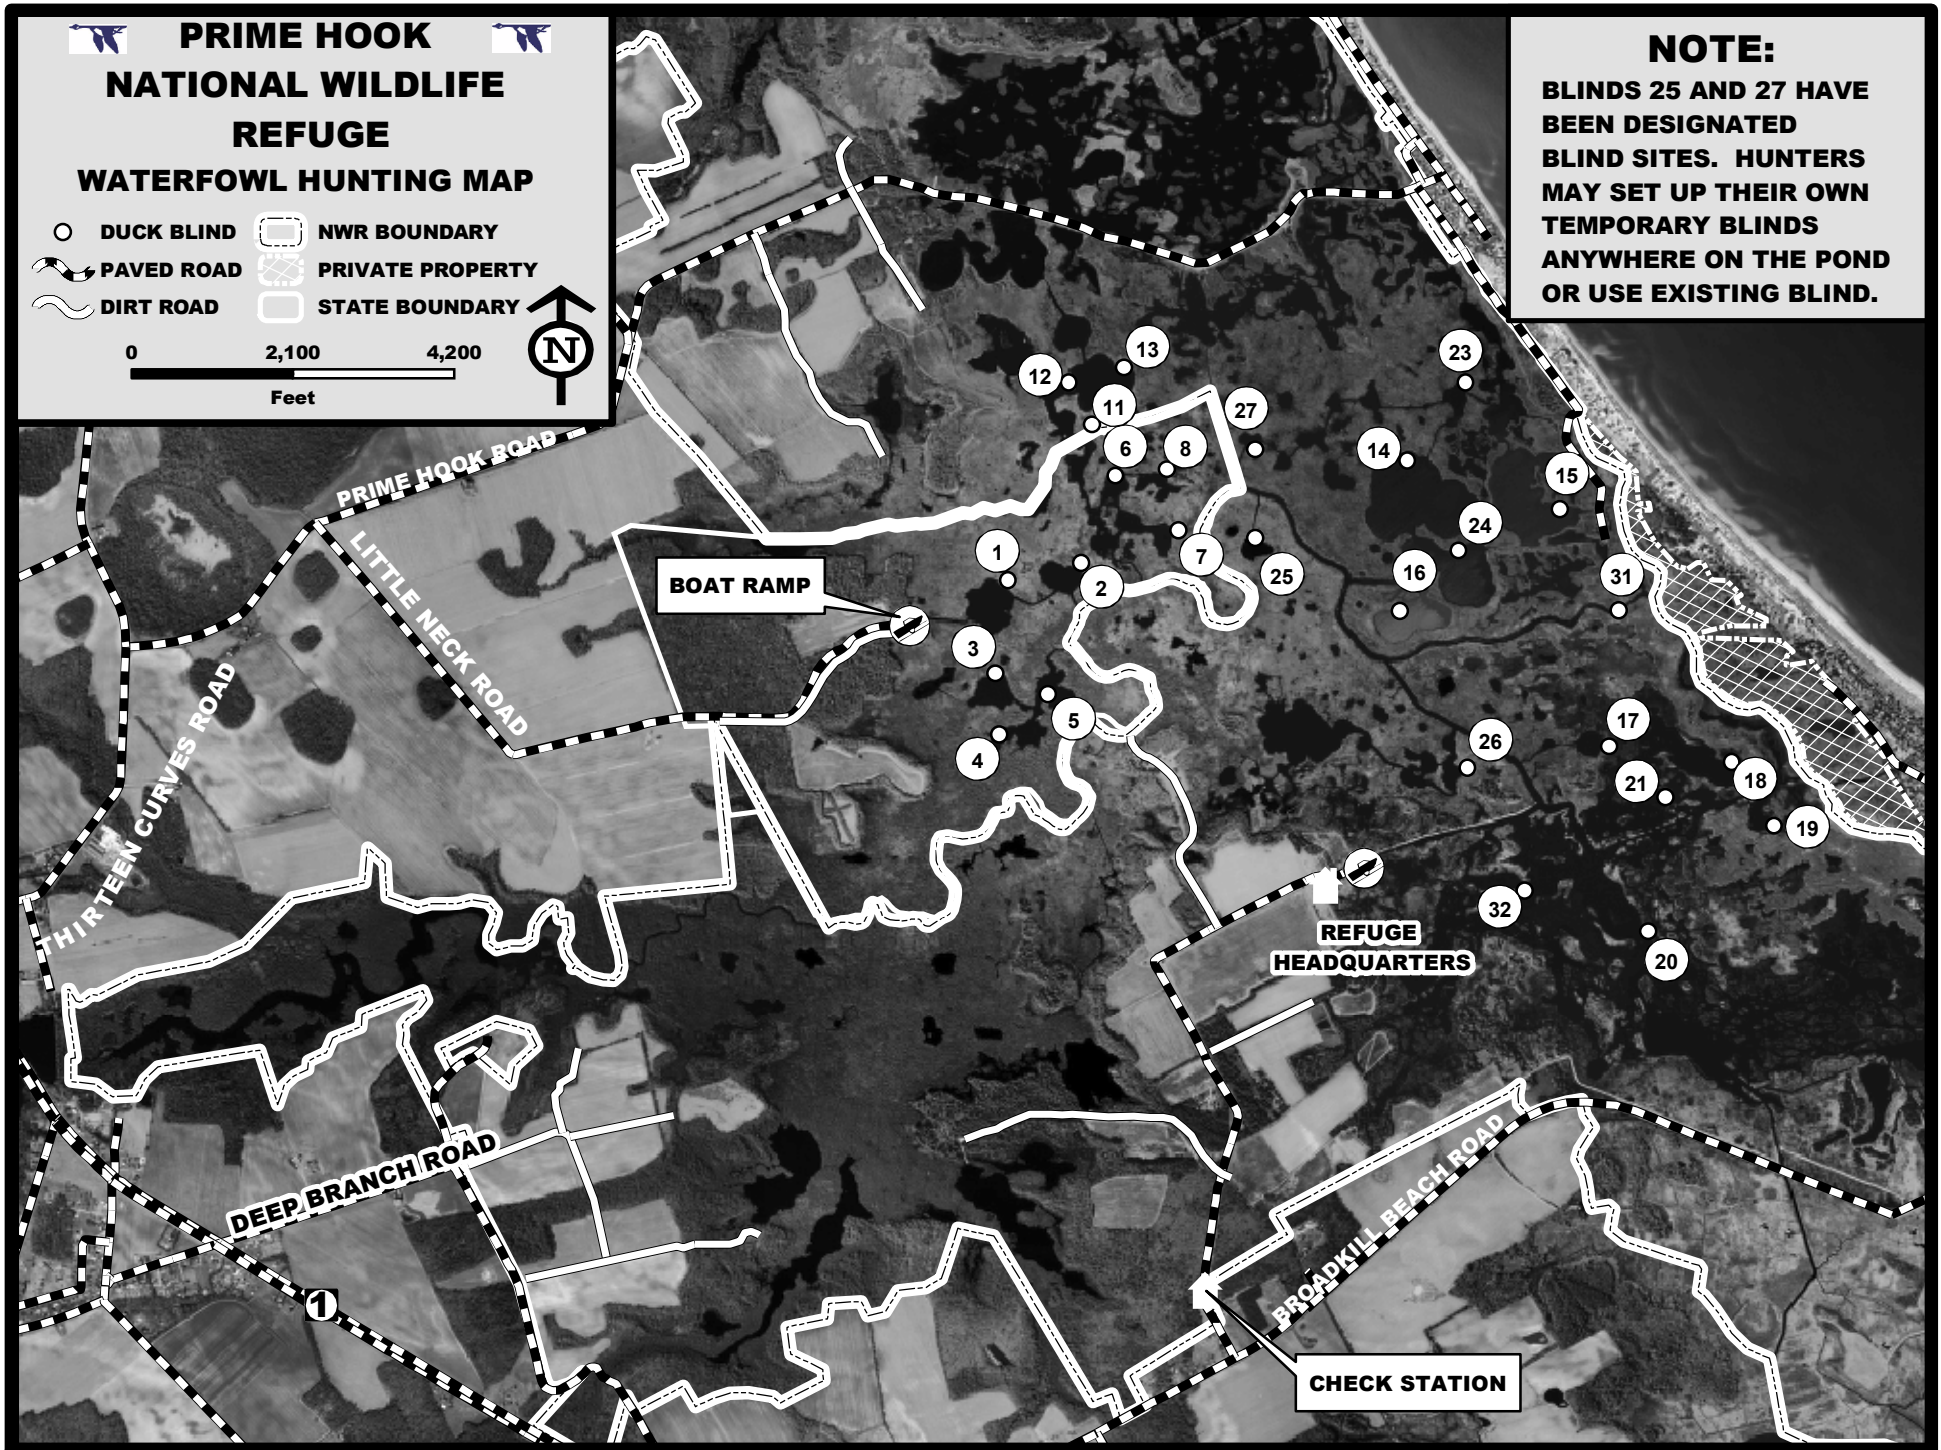 PRIME HOOK
NATIONAL WILDLIFE
REFUGE
WATERFOWL HUNTING MAP
DUCK BLIND
NWR BOUNDARY
PAVED ROAD
PRIVATE PROPERTY
DIRT ROAD
STATE BOUNDARY
0 2,100 4,200
Feet
N
NOTE:
BLINDS 25 AND 27 HAVE
BEEN DESIGNATED
BLIND SITES. HUNTERS
MAY SET UP THEIR OWN
TEMPORARY BLINDS
ANYWHERE ON THE POND
OR USE EXISTING BLIND.
13
23
12
11
27
PRIME HOOK ROAD
6
8
14
15
24
LITTLE NECK ROAD
1
7
BOAT RAMP
2
25
16
31
3
THIRTEEN CURVES ROAD
5
17
4
26
21
18
19
32
REFUGE
HEADQUARTERS
20
DEEP BRANCH ROAD
BROADKILL BEACH ROAD
1
CHECK STATION